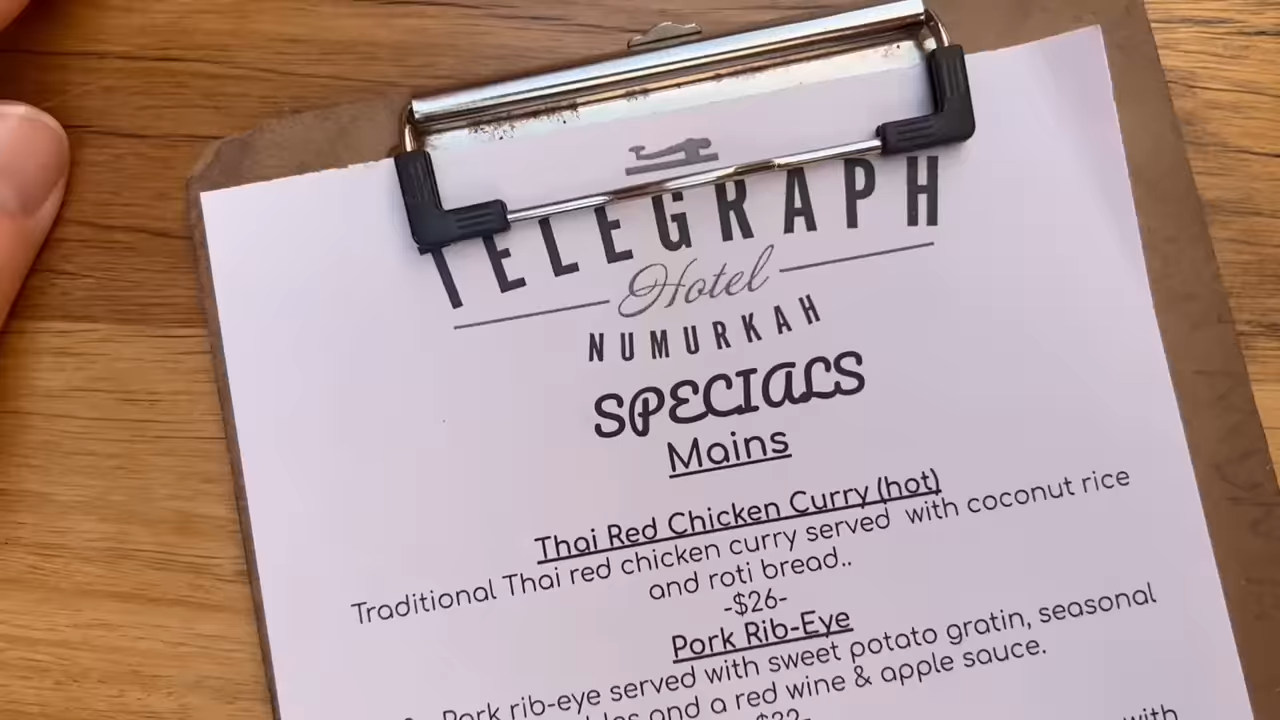 TELEGRAPH
Hotel
NUMURKAH
SPECIALS
Mains
Thai Red Chicken Curry (hot)
Traditional Thai red chicken curry served with coconut rice
and roti bread..
-$26-
Pork Rib-Eye
Pork rib-eye served with sweet potato gratin, seasonal
and a red wine & apple sauce.
with